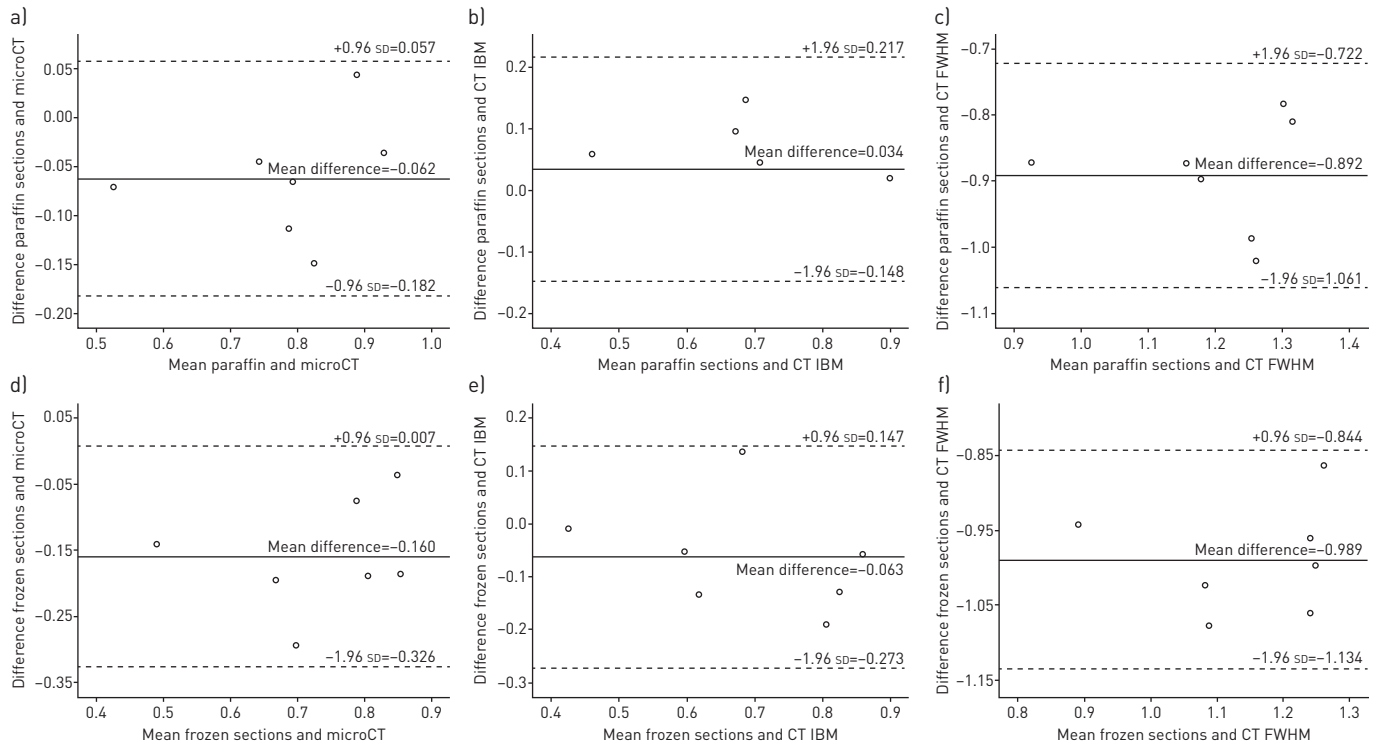 a)
Difference paraffin sections and microCT
0.05
0.00
−0.05
−0.10
−0.15
−0.20
+0.96 SD=0.057
Mean difference=−0.062
−0.96 SD=−0.182
0.5 0.6 0.7 0.8 0.9 1.0
Mean paraffin and microCT
b)
Difference paraffin sections and CT IBM
0.2
0.1
0.0
−0.1
−0.2
+1.96 SD=0.217
Mean difference=0.034
−1.96 SD=−0.148
0.4 0.5 0.6 0.7 0.8 0.9
Mean paraffin sections and CT IBM
c)
Difference paraffin sections and CT FWHM
−0.7
−0.8
−0.9
−1.0
−1.1
+1.96 SD=−0.722
Mean difference=−0.892
−1.96 SD=1.061
0.9 1.0 1.1 1.2 1.3 1.4
Mean paraffin sections and CT FWHM
d)
Difference frozen sections and microCT
0.05
−0.05
−0.15
−0.25
−0.35
+0.96 SD=0.007
Mean difference=−0.160
−1.96 SD=−0.326
0.4 0.5 0.6 0.7 0.8 0.9
Mean frozen sections and microCT
e)
Difference frozen sections and CT IBM
0.2
0.1
0.0
−0.1
−0.2
−0.3
+0.96 SD=0.147
Mean difference=−0.063
−1.96 SD=−0.273
0.4 0.5 0.6 0.7 0.8 0.9
Mean frozen sections and CT IBM
f)
Difference frozen sections and CT FWHM
−0.85
−0.95
−1.05
−1.15
+0.96 SD=−0.844
Mean difference=−0.989
−1.96 SD=−1.134
0.8 0.9 1.0 1.1 1.2 1.3
Mean frozen sections and CT FWHM